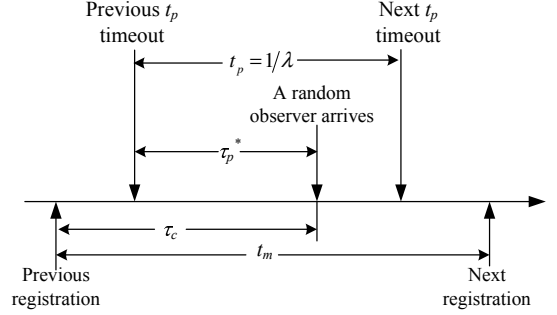 Previous t_p
timeout
Next t_p
timeout
t_p = 1/λ
A random
observer arrives
τ_p*
τ_c
t_m
Previous
registration
Next
registration